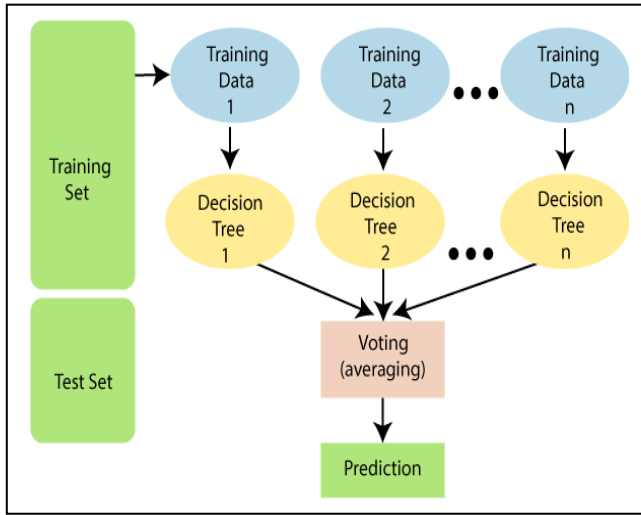 Training
Set
Test Set
Training
Data
1
Training
Data
2
Training
Data
n
Decision
Tree
1
Decision
Tree
2
Decision
Tree
n
Voting
(averaging)
Prediction